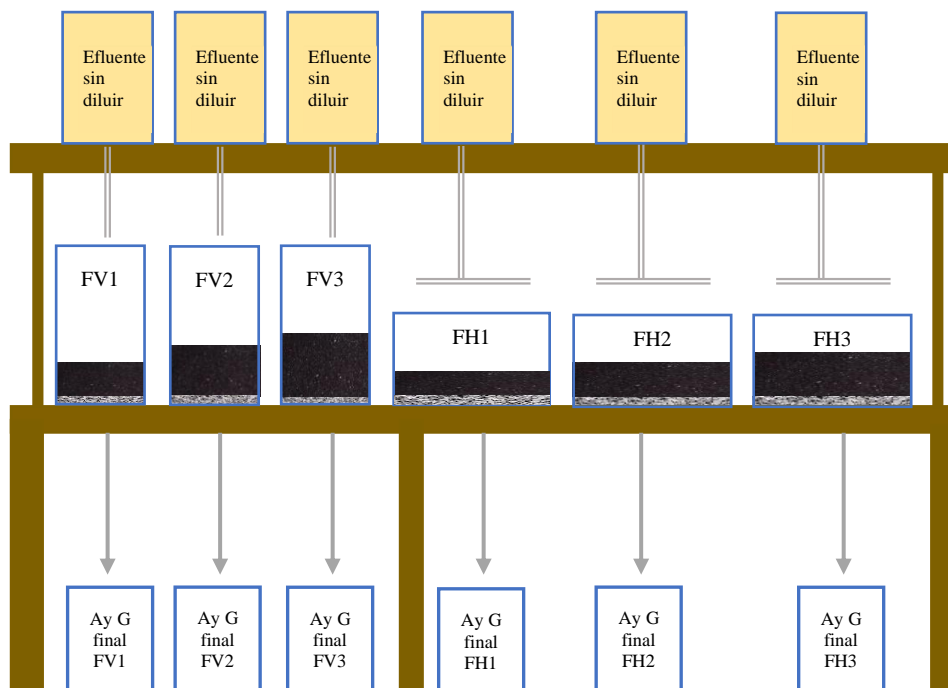 Efluente
sin
diluir
Efluente
sin
diluir
Efluente
sin
diluir
Efluente
sin
diluir
Efluente
sin
diluir
Efluente
sin
diluir
FV1
FV2
FV3
FH1
FH2
FH3
Ay G
final
FV1
Ay G
final
FV2
Ay G
final
FV3
Ay G
final
FH1
Ay G
final
FH2
Ay G
final
FH3